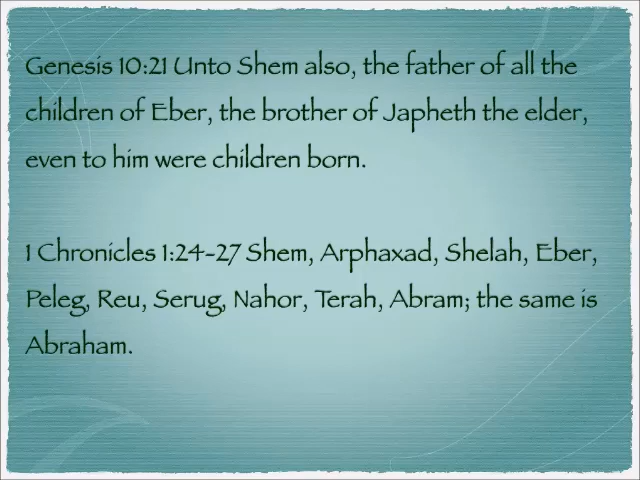 Genesis 10:21 Unto Shem also, the father of all the
children of Eber, the brother of Japheth the elder,
even to him were children born.
1 Chronicles 1:24-27 Shem, Arphaxad, Shelah, Eber,
Peleg, Reu, Serug, Nahor, Terah, Abram; the same is
Abraham.